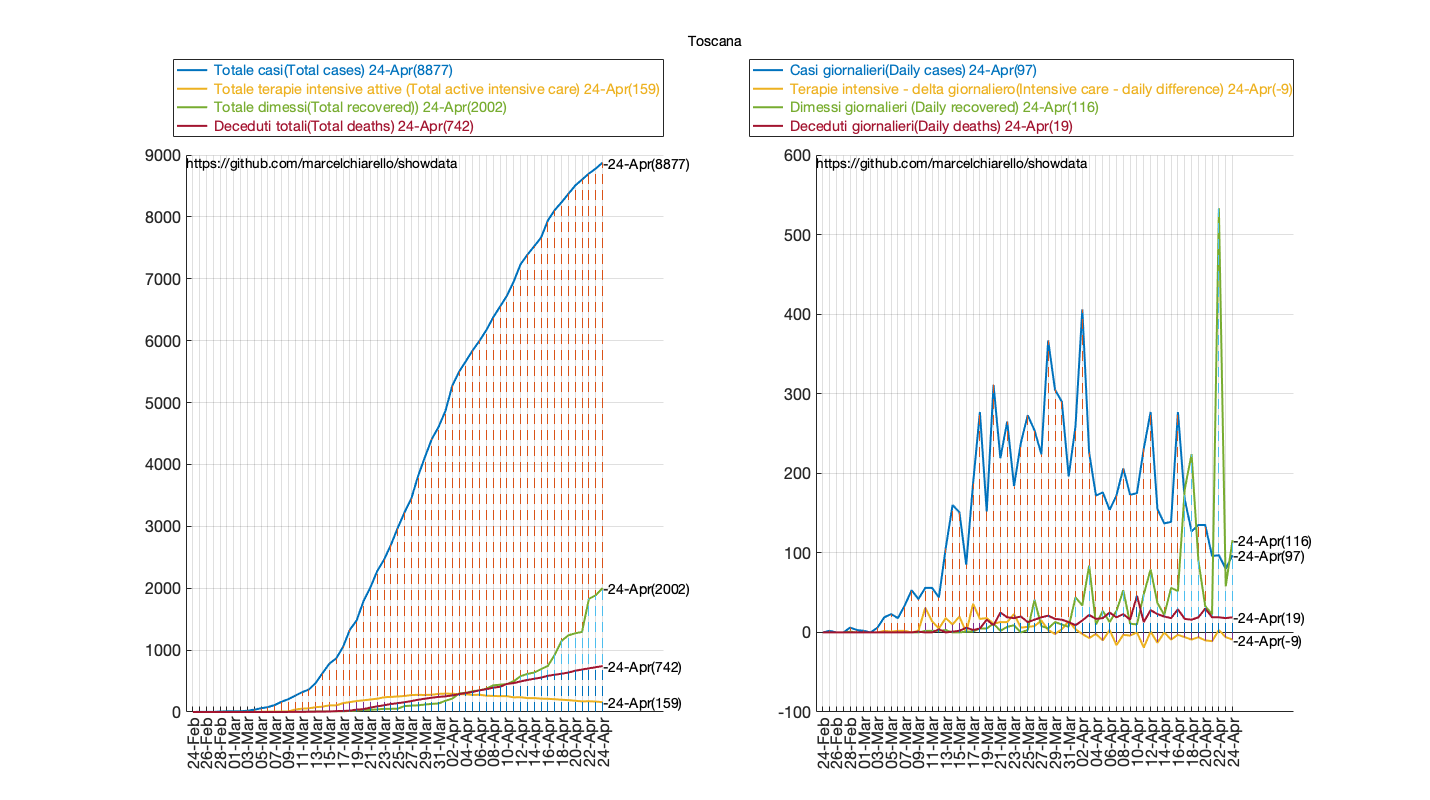 Toscana
Totale casi(Total cases) 24-Apr(8877)
Totale terapie intensive attive (Total active intensive care) 24-Apr(159)
Totale dimessi(Total recovered)) 24-Apr(2002)
Deceduti totali(Total deaths) 24-Apr(742)
https://github.com/marcelchiarello/showdata
9000
8000
7000
6000
5000
4000
3000
2000
1000
0
-24-Apr(8877)
-24-Apr(2002)
-24-Apr(742)
-24-Apr(159)
24-Feb
26-Feb
28-Feb
01-Mar
03-Mar
05-Mar
07-Mar
09-Mar
11-Mar
13-Mar
15-Mar
17-Mar
19-Mar
21-Mar
23-Mar
25-Mar
27-Mar
29-Mar
31-Mar
02-Apr
04-Apr
06-Apr
08-Apr
10-Apr
12-Apr
14-Apr
16-Apr
18-Apr
20-Apr
22-Apr
24-Apr
Casi giornalieri(Daily cases) 24-Apr(97)
Terapie intensive - delta giornaliero(Intensive care - daily difference) 24-Apr(-9)
Dimessi giornalieri (Daily recovered) 24-Apr(116)
Deceduti giornalieri(Daily deaths) 24-Apr(19)
https://github.com/marcelchiarello/showdata
600
500
400
300
200
100
0
-100
-24-Apr(116)
-24-Apr(97)
-24-Apr(19)
-24-Apr(-9)
24-Feb
26-Feb
28-Feb
01-Mar
03-Mar
05-Mar
07-Mar
09-Mar
11-Mar
13-Mar
15-Mar
17-Mar
19-Mar
21-Mar
23-Mar
25-Mar
27-Mar
29-Mar
31-Mar
02-Apr
04-Apr
06-Apr
08-Apr
10-Apr
12-Apr
14-Apr
16-Apr
18-Apr
20-Apr
22-Apr
24-Apr